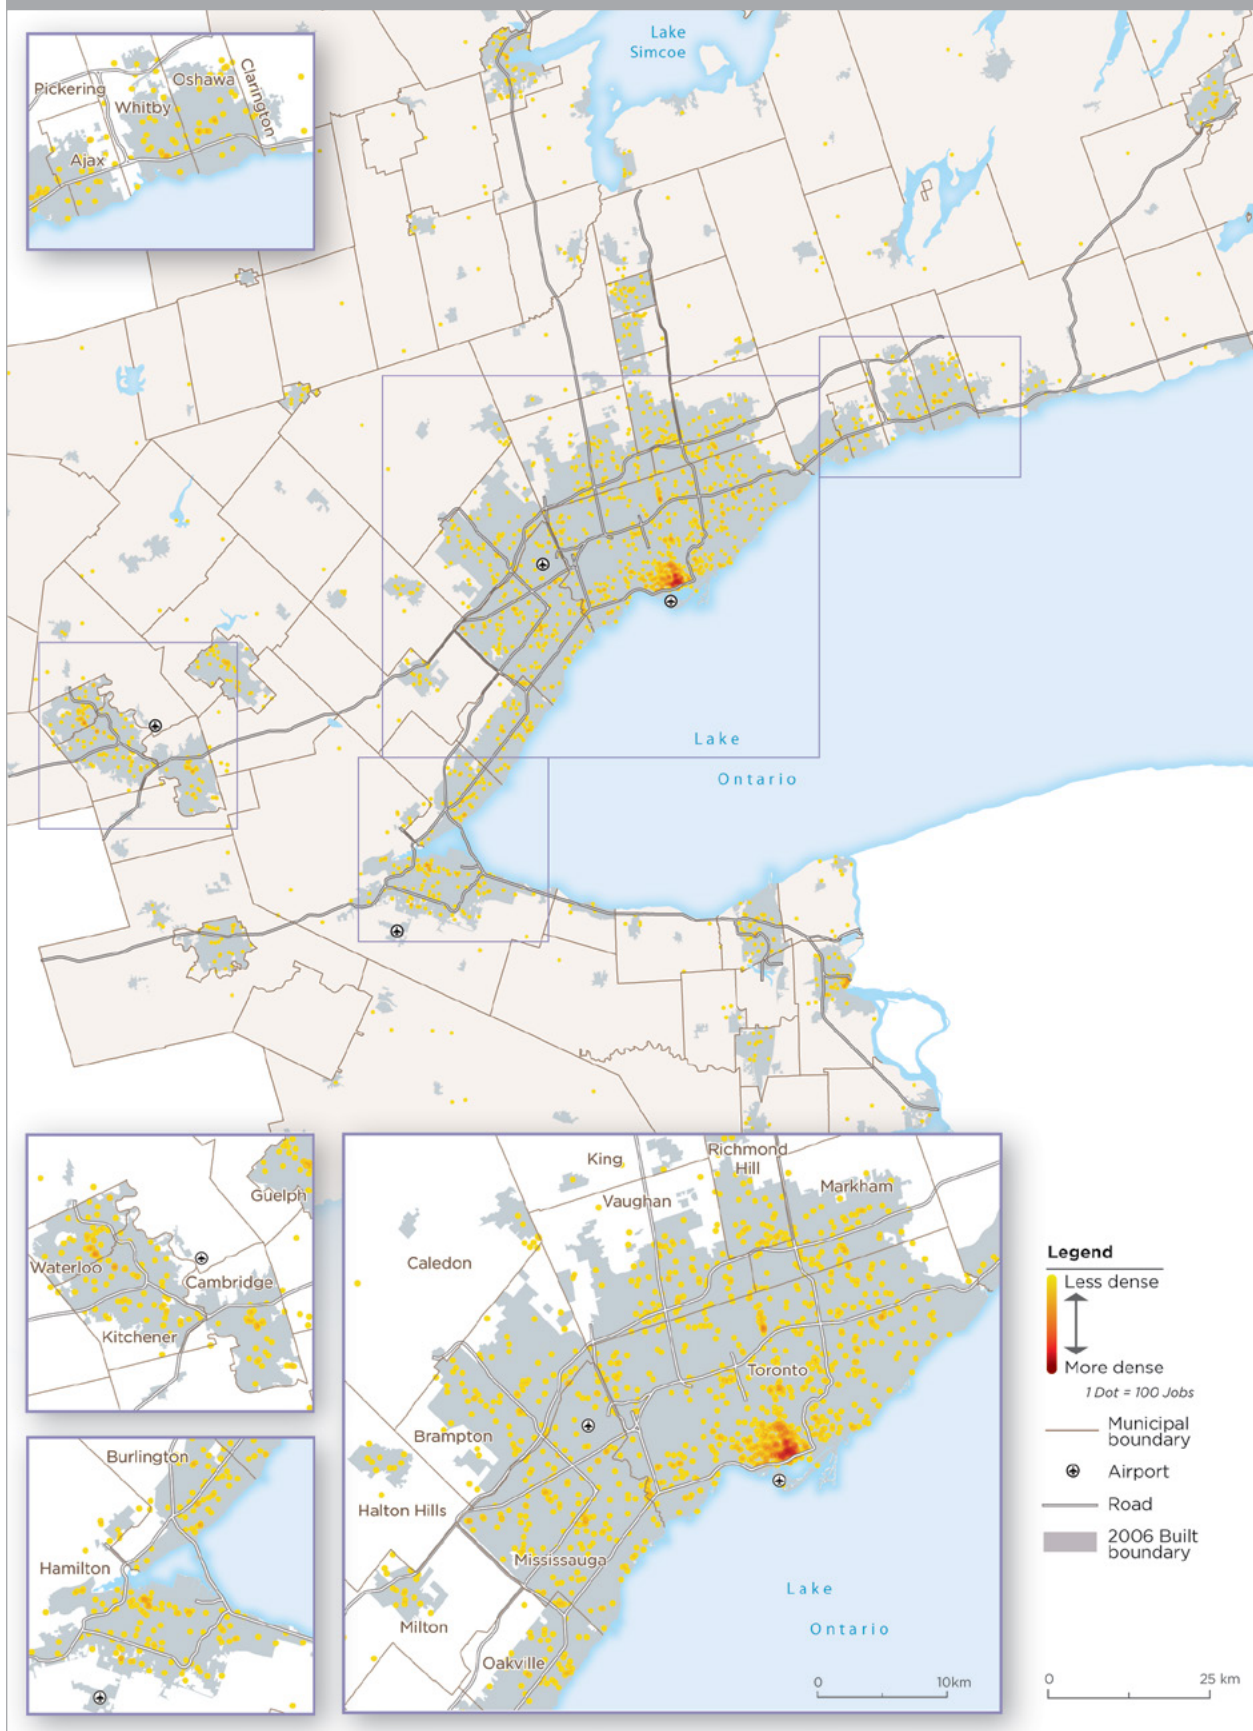 Lake
Simcoe
Pickering
Oshawa
Clarington
Whitby
Ajax
Lake
Ontario
Guelph
Waterloo
Cambridge
Kitchener
Burlington
Hamilton
King
Richmond
Hill
Vaughan
Markham
Caledon
Toronto
Brampton
Halton Hills
Mississauga
Milton
Oakville
Lake
Ontario
0 10km
Legend
Less dense
More dense
1 Dot = 100 Jobs
Municipal
boundary
Airport
Road
2006 Built
boundary
0 25 km